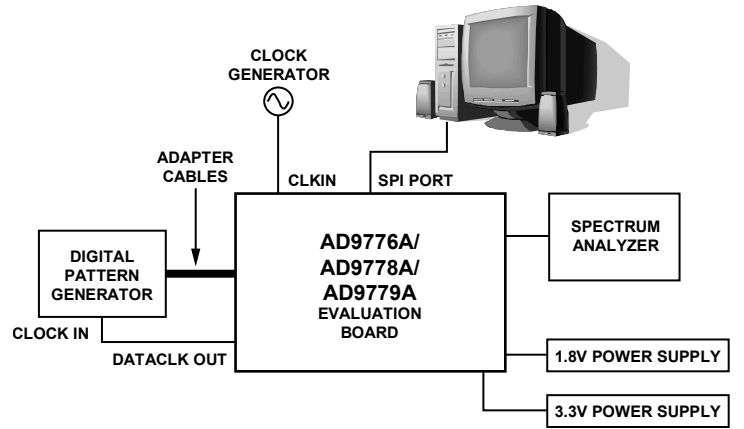 CLOCK
GENERATOR
ADAPTER
CABLES
CLKIN
SPI PORT
DIGITAL
PATTERN
GENERATOR
AD9776A/
AD9778A/
AD9779A
EVALUATION
BOARD
SPECTRUM
ANALYZER
CLOCK IN
DATACLK OUT
1.8V POWER SUPPLY
3.3V POWER SUPPLY